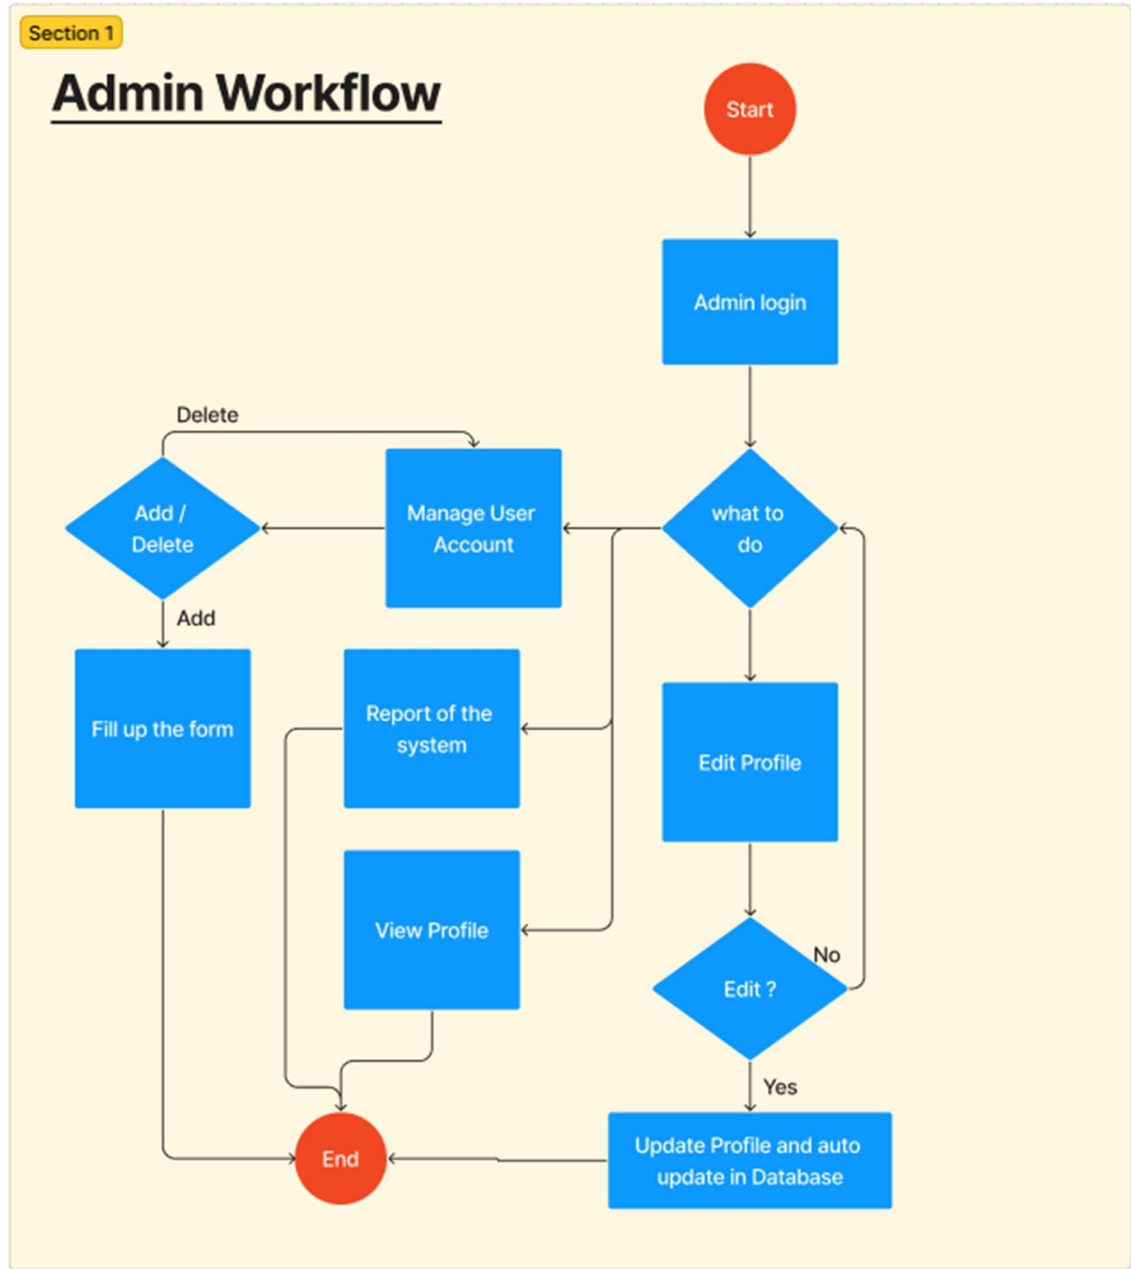 Section 1
Admin Workflow
Start
Admin login
Delete
Add /
Delete
Manage User
Account
what to
do
Add
Fill up the form
Report of the
system
Edit Profile
View Profile
No
Edit ?
Yes
End
Update Profile and auto
update in Database